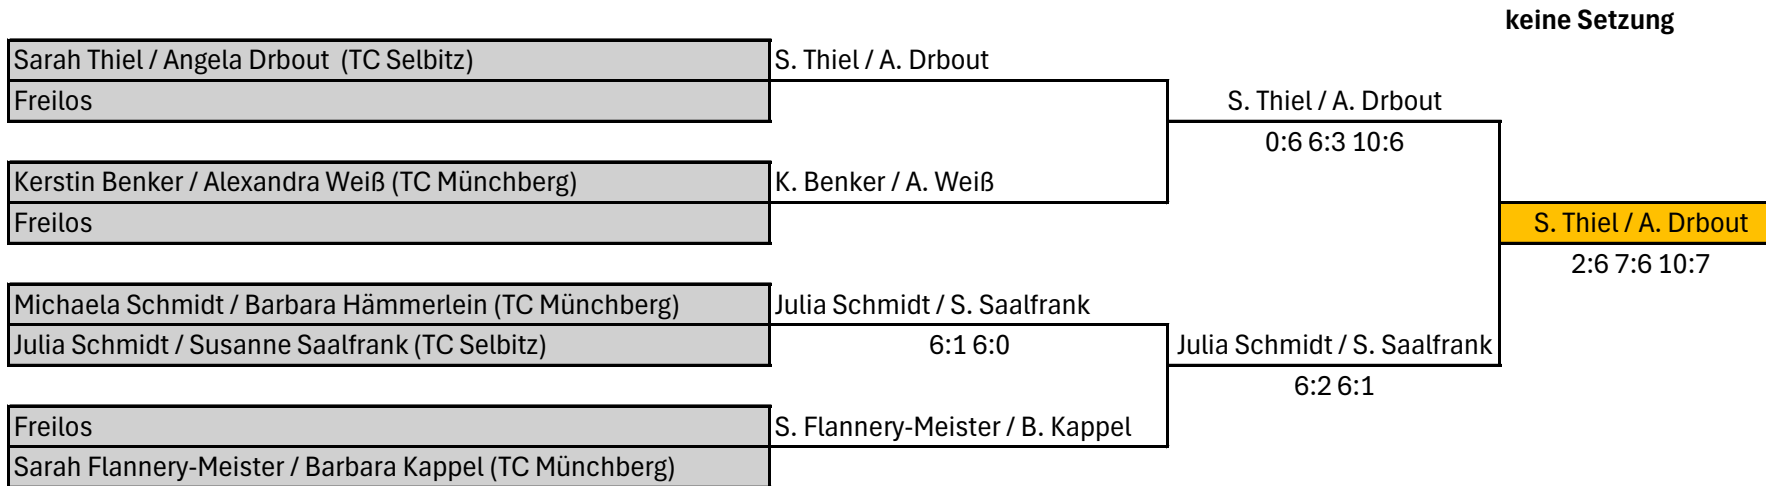 keine Setzung
Sarah Thiel / Angela Drbout  (TC Selbitz)
S. Thiel / A. Drbout
Freilos
S. Thiel / A. Drbout
0:6 6:3 10:6
Kerstin Benker / Alexandra Weiß (TC Münchberg)
K. Benker / A. Weiß
Freilos
S. Thiel / A. Drbout
2:6 7:6 10:7
Michaela Schmidt / Barbara Hämmerlein (TC Münchberg)
Julia Schmidt / S. Saalfrank
Julia Schmidt / Susanne Saalfrank (TC Selbitz)
6:1 6:0
Julia Schmidt / S. Saalfrank
6:2 6:1
Freilos
S. Flannery-Meister / B. Kappel
Sarah Flannery-Meister / Barbara Kappel (TC Münchberg)